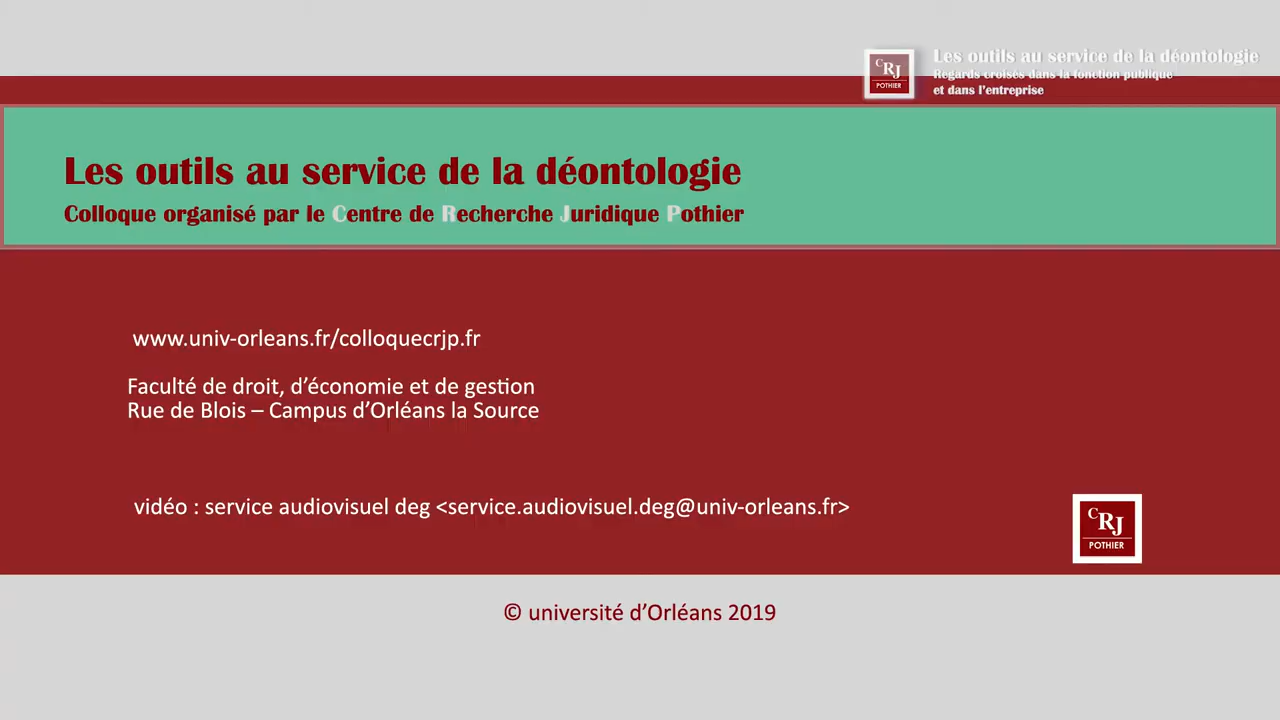 CRJ
POTHIER
Les outils au service de la déontologie
Regards croisés dans la fonction publique
et dans l'entreprise
Les outils au service de la déontologie
Colloque organisé par le Centre de Recherche Juridique Pothier
www.univ-orleans.fr/colloquecrjp.fr
Faculté de droit, d'économie et de gestion
Rue de Blois – Campus d'Orléans la Source
vidéo : service audiovisuel deg <service.audiovisuel.deg@univ-orleans.fr>
CRJ
POTHIER
© université d'Orléans 2019